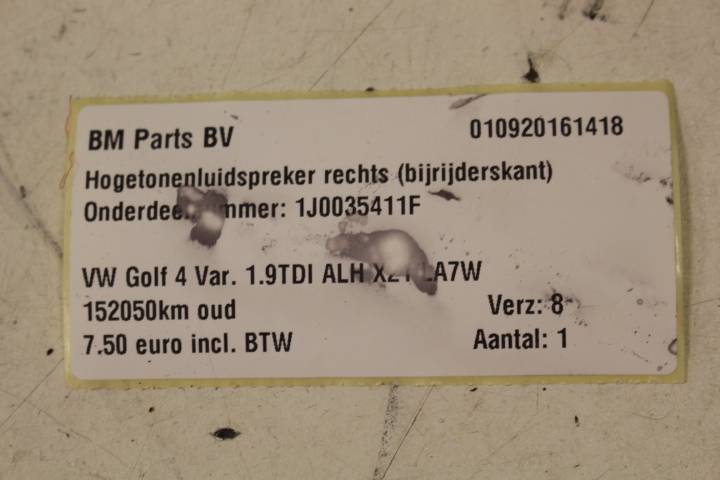 BM Parts BV 010920161418
Hogetonenluidspreker rechts (bijrijderskant)
1J0035411F
VW Golf 4 Var. 1.9TDI ALH
152050km oud Verz: 8
7.50 euro incl. BTW Aantal: 1